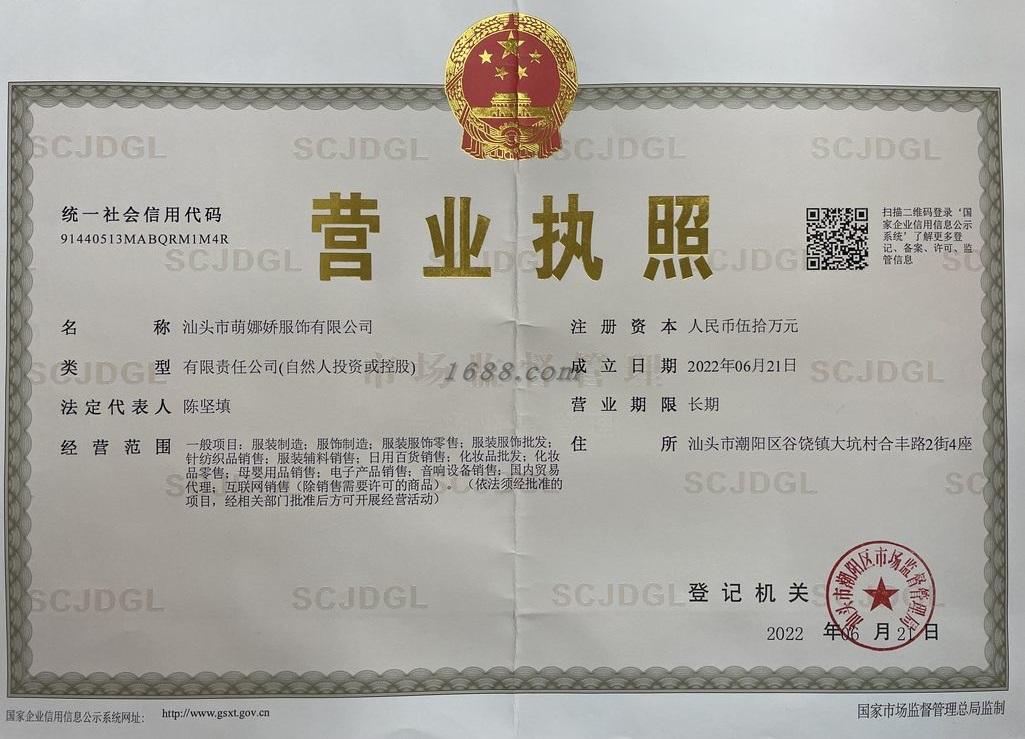 SCJDGL SCJDGL SCJDGL SCJDGL
营业执照
统一社会信用代码
91440513MABQRM1M4R
扫描二维码登录‘国
家企业信用信息公示
系统’了解更多登
记、备案、许可、监
管信息
SCJDGL
名称 汕头市萌娜娇服饰有限公司
类型 有限责任公司(自然人投资或控股)
法定代表人 陈坚填
经营范围 一般项目：服装制造；服饰制造；服装服饰零售；服装服饰批发；
针纺织品销售；服装辅料销售；日用百货销售；化妆品批发；化妆
品零售；母婴用品销售；电子产品销售；音响设备销售；国内贸易
代理；互联网销售（除销售需要许可的商品）。（依法须经批准的
项目，经相关部门批准后方可开展经营活动）
注册资本 人民币伍拾万元
成立日期 2022年06月21日
营业期限 长期
住所 汕头市潮阳区谷饶镇大坑村合丰路2街4座
市场监督管理
1688.com
SCJDGL SCJDGL
SCJDGL SCJDGL SCJDGL
登记机关
汕头市潮阳区市场监督管理局
2022 年06 月21日
国家企业信用信息公示系统网址： http://www.gsxt.gov.cn
国家市场监督管理总局监制